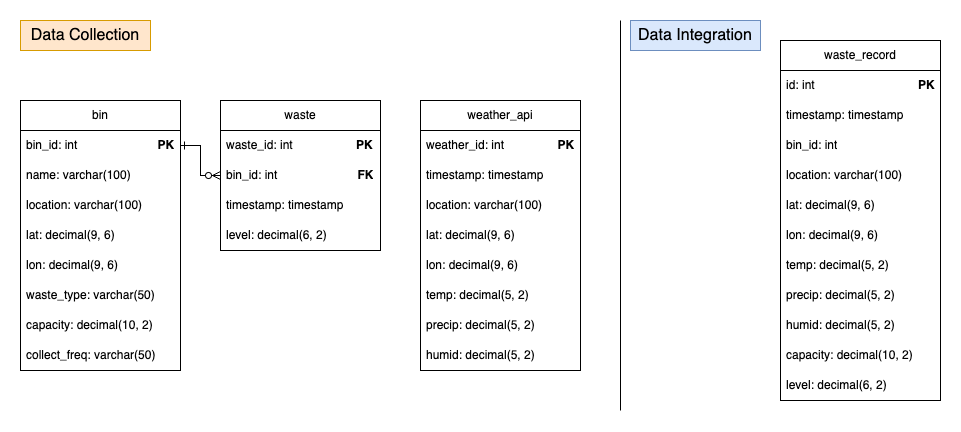 Data Collection
Data Integration
bin
bin_id: int PK
name: varchar(100)
location: varchar(100)
lat: decimal(9, 6)
lon: decimal(9, 6)
waste_type: varchar(50)
capacity: decimal(10, 2)
collect_freq: varchar(50)
waste
waste_id: int PK
bin_id: int FK
timestamp: timestamp
level: decimal(6, 2)
weather_api
weather_id: int PK
timestamp: timestamp
location: varchar(100)
lat: decimal(9, 6)
lon: decimal(9, 6)
temp: decimal(5, 2)
precip: decimal(5, 2)
humid: decimal(5, 2)
waste_record
id: int PK
timestamp: timestamp
bin_id: int
location: varchar(100)
lat: decimal(9, 6)
lon: decimal(9, 6)
temp: decimal(5, 2)
precip: decimal(5, 2)
humid: decimal(5, 2)
capacity: decimal(10, 2)
level: decimal(6, 2)